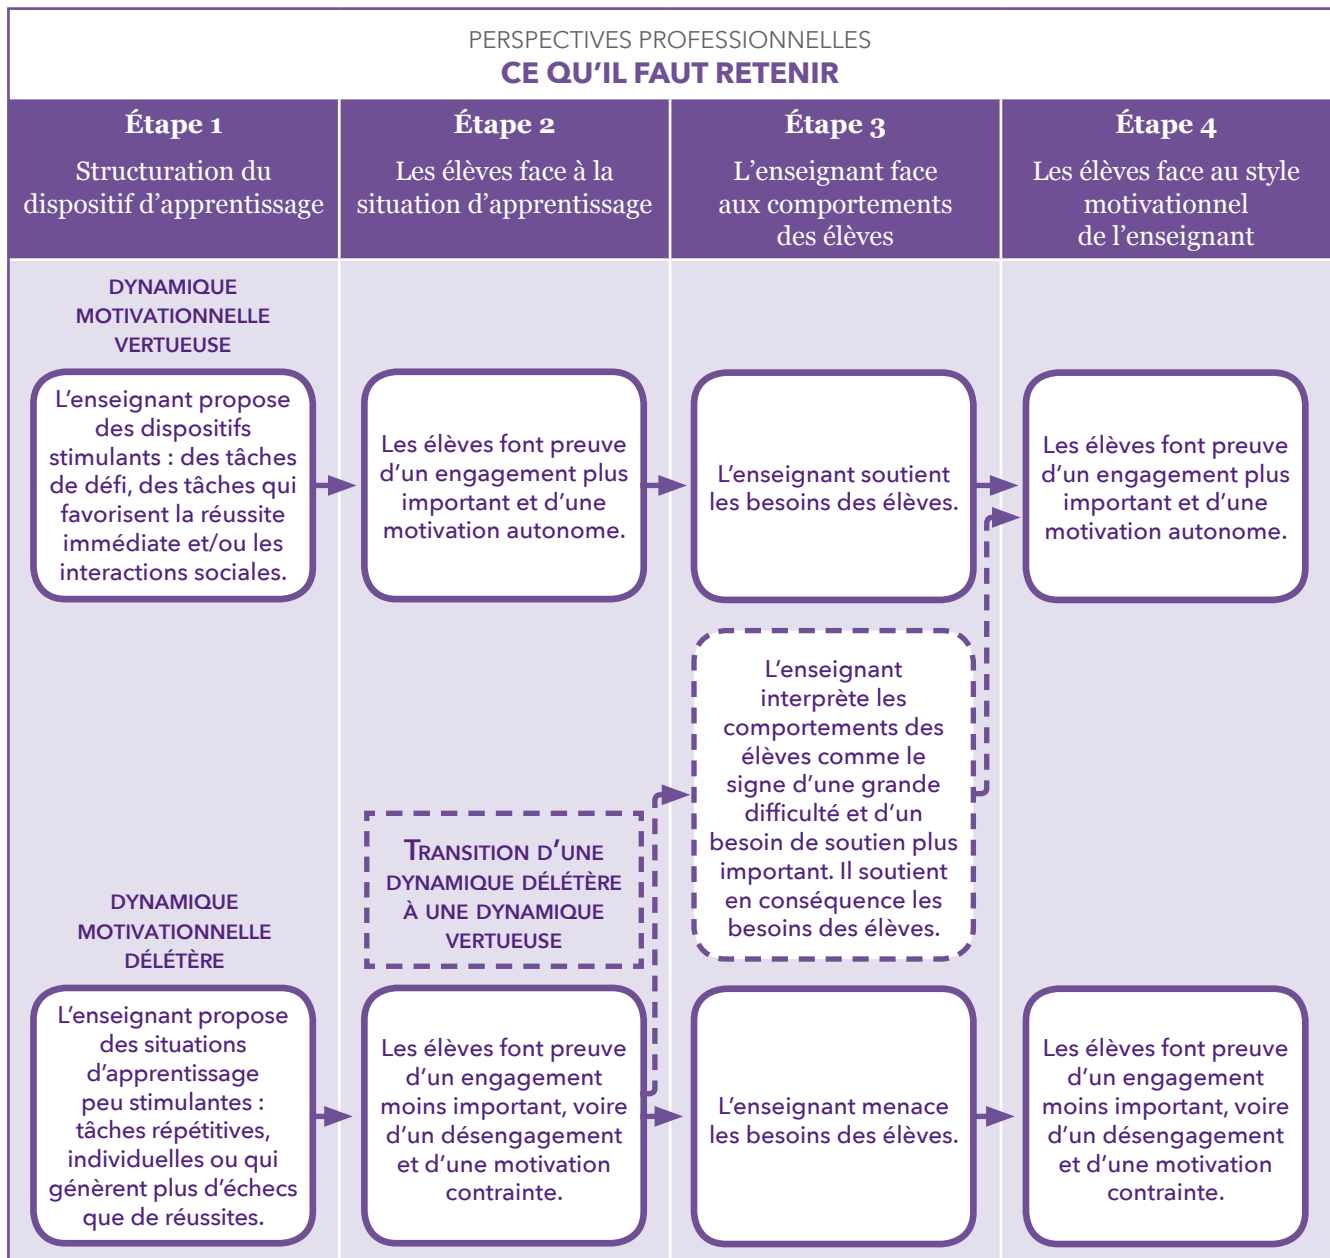 PERSPECTIVES PROFESSIONNELLES
CE QU'IL FAUT RETENIR
Étape 1
Structuration du
dispositif d'apprentissage
Étape 2
Les élèves face à la
situation d'apprentissage
Étape 3
L'enseignant face
aux comportements
des élèves
Étape 4
Les élèves face au style
motivationnel
de l'enseignant
DYNAMIQUE
MOTIVATIONNELLE
VERTUEUSE
L'enseignant propose
des dispositifs
stimulants : des tâches
de défi, des tâches qui
favorisent la réussite
immédiate et/ou les
interactions sociales.
Les élèves font preuve
d'un engagement plus
important et d'une
motivation autonome.
L'enseignant soutient
les besoins des élèves.
Les élèves font preuve
d'un engagement plus
important et d'une
motivation autonome.
L'enseignant
interprète les
comportements des
élèves comme le
signe d'une grande
difficulté et d'un
besoin de soutien plus
important. Il soutient
en conséquence les
besoins des élèves.
TRANSITION D'UNE
DYNAMIQUE DÉLÉTÈRE
À UNE DYNAMIQUE
VERTUEUSE
DYNAMIQUE
MOTIVATIONNELLE
DÉLÉTÈRE
L'enseignant propose
des situations
d'apprentissage
peu stimulantes :
tâches répétitives,
individuelles ou qui
génèrent plus d'échecs
que de réussites.
Les élèves font preuve
d'un engagement
moins important, voire
d'un désengagement
et d'une motivation
contrainte.
L'enseignant menace
les besoins des élèves.
Les élèves font preuve
d'un engagement
moins important, voire
d'un désengagement
et d'une motivation
contrainte.